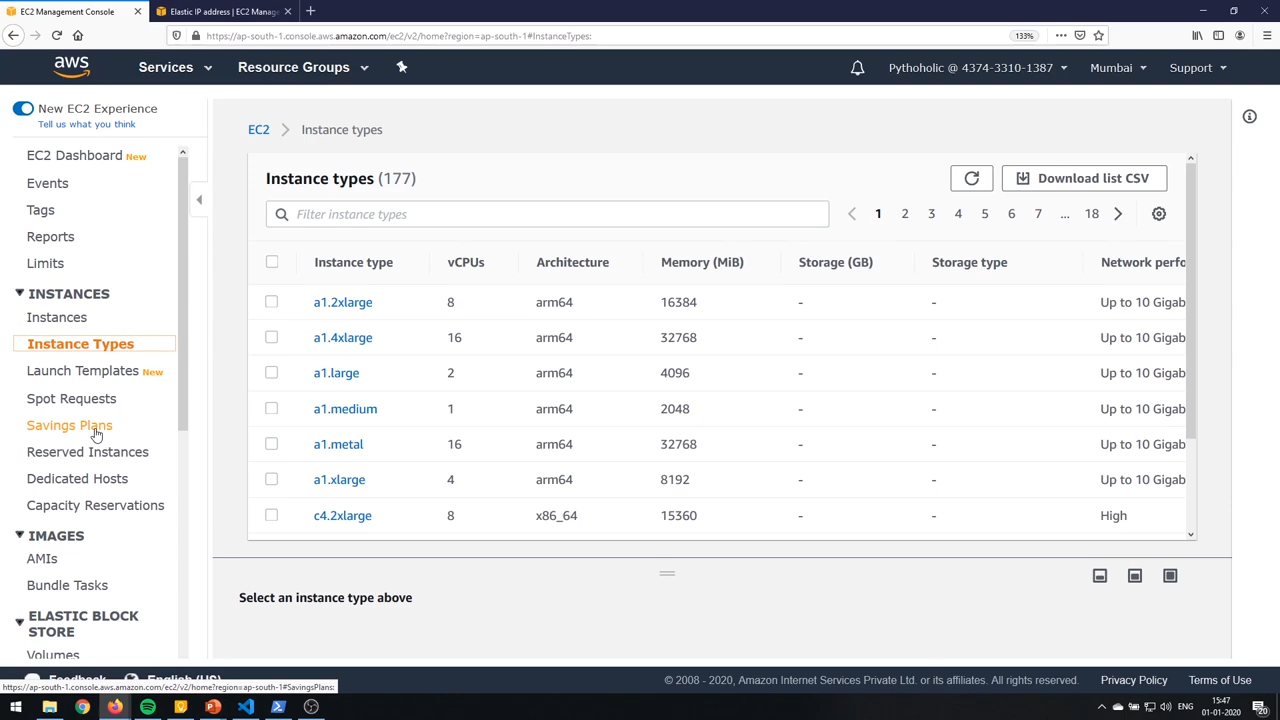 EC2 Management Console
Elastic IP address | EC2 Manag
https://ap-south-1.console.aws.amazon.com/ec2/v2/home?region=ap-south-1#InstanceTypes:
133%
aws
Services
Resource Groups
Pythoholic @ 4374-3310-1387
Mumbai
Support
New EC2 Experience
Tell us what you think
EC2 Dashboard New
Events
Tags
Reports
Limits
INSTANCES
Instances
Instance Types
Launch Templates New
Spot Requests
Savings Plans
Reserved Instances
Dedicated Hosts
Capacity Reservations
IMAGES
AMIs
Bundle Tasks
ELASTIC BLOCK
STORE
Volumes
EC2 Instance types
Instance types (177)
Download list CSV
Filter instance types
1 2 3 4 5 6 7 ... 18
Instance type vCPUs Architecture Memory (MiB) Storage (GB) Storage type Network perfo
a1.2xlarge 8 arm64 16384 - - Up to 10 Gigab
a1.4xlarge 16 arm64 32768 - - Up to 10 Gigab
a1.large 2 arm64 4096 - - Up to 10 Gigab
a1.medium 1 arm64 2048 - - Up to 10 Gigab
a1.metal 16 arm64 32768 - - Up to 10 Gigab
a1.xlarge 4 arm64 8192 - - Up to 10 Gigab
c4.2xlarge 8 x86_64 15360 - - High
Select an instance type above
Feedback English (US)
© 2008 - 2020, Amazon Internet Services Private Ltd. or its affiliates. All rights reserved.
Privacy Policy
Terms of Use
https://ap-south-1.console.aws.amazon.com/ec2/v2/home?region=ap-south-1#SavingsPlans:
ENG
15:47
01-01-2020
20